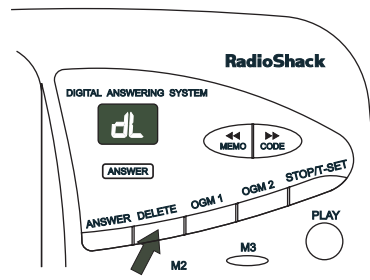 RadioShack
DIGITAL ANSWERING SYSTEM
dL
MEMO CODE
ANSWER
ANSWER DELETE OGM 1 OGM 2 STOP/T-SET
PLAY
M3
M2